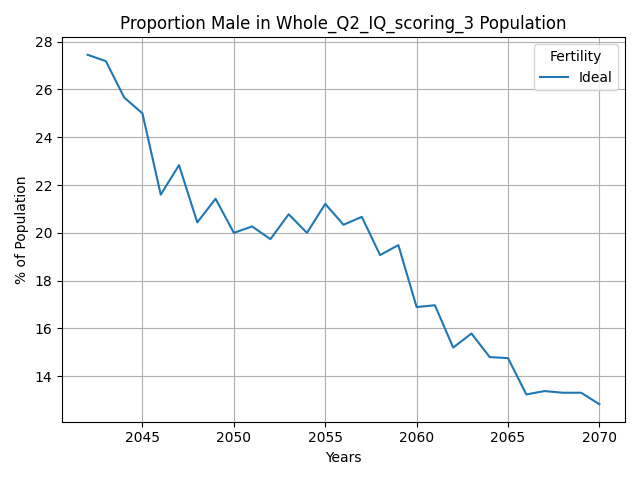 Proportion Male in Whole_Q2_IQ_scoring_3 Population
Fertility
Ideal
28
26
24
22
20
18
16
14
% of Population
2045
2050
2055
2060
2065
2070
Years